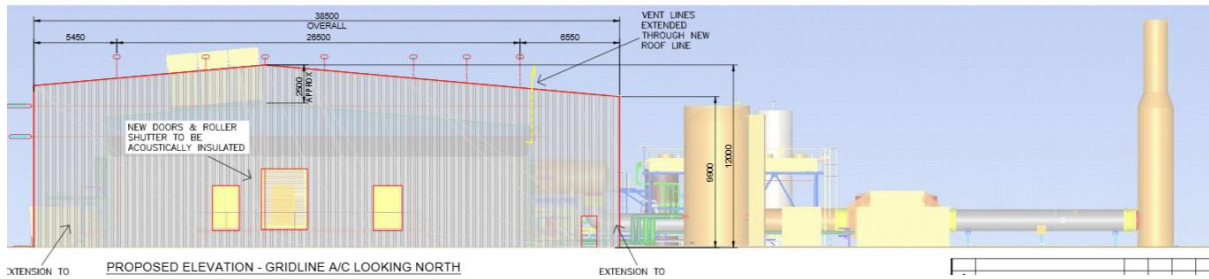 38500
OVERALL
5450
26500
6550
VENT LINES
EXTENDED
THROUGH NEW
ROOF LINE
2500
APPROX
NEW DOORS & ROLLER
SHUTTER TO BE
ACOUSTICALLY INSULATED
9900
12000
EXTENSION TO
PROPOSED ELEVATION - GRIDLINE A/C LOOKING NORTH
EXTENSION TO